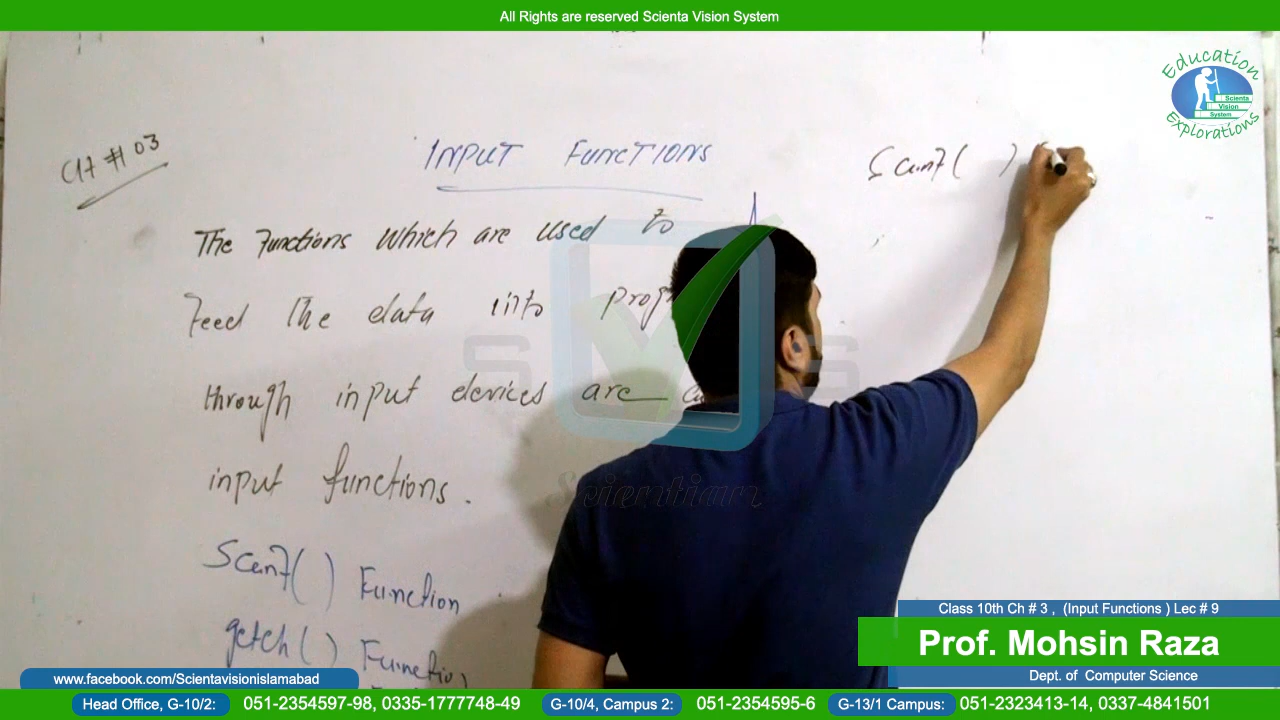 All Rights are reserved Scienta Vision System
Education
Scienta
Vision
System
Explorations
CH # 03
INPUT FUNCTIONS
Scanf( )
The Functions which are used to
Feed The data into
through input devices are
input functions.
S V S
Scientian
Scanf( ) Function
getch( ) Function
Class 10th Ch # 3 , (Input Functions ) Lec # 9
Prof. Mohsin Raza
Dept. of Computer Science
www.facebook.com/Scientavisionislamabad
Head Office, G-10/2: 051-2354597-98, 0335-1777748-49 G-10/4, Campus 2: 051-2354595-6 G-13/1 Campus: 051-2323413-14, 0337-4841501